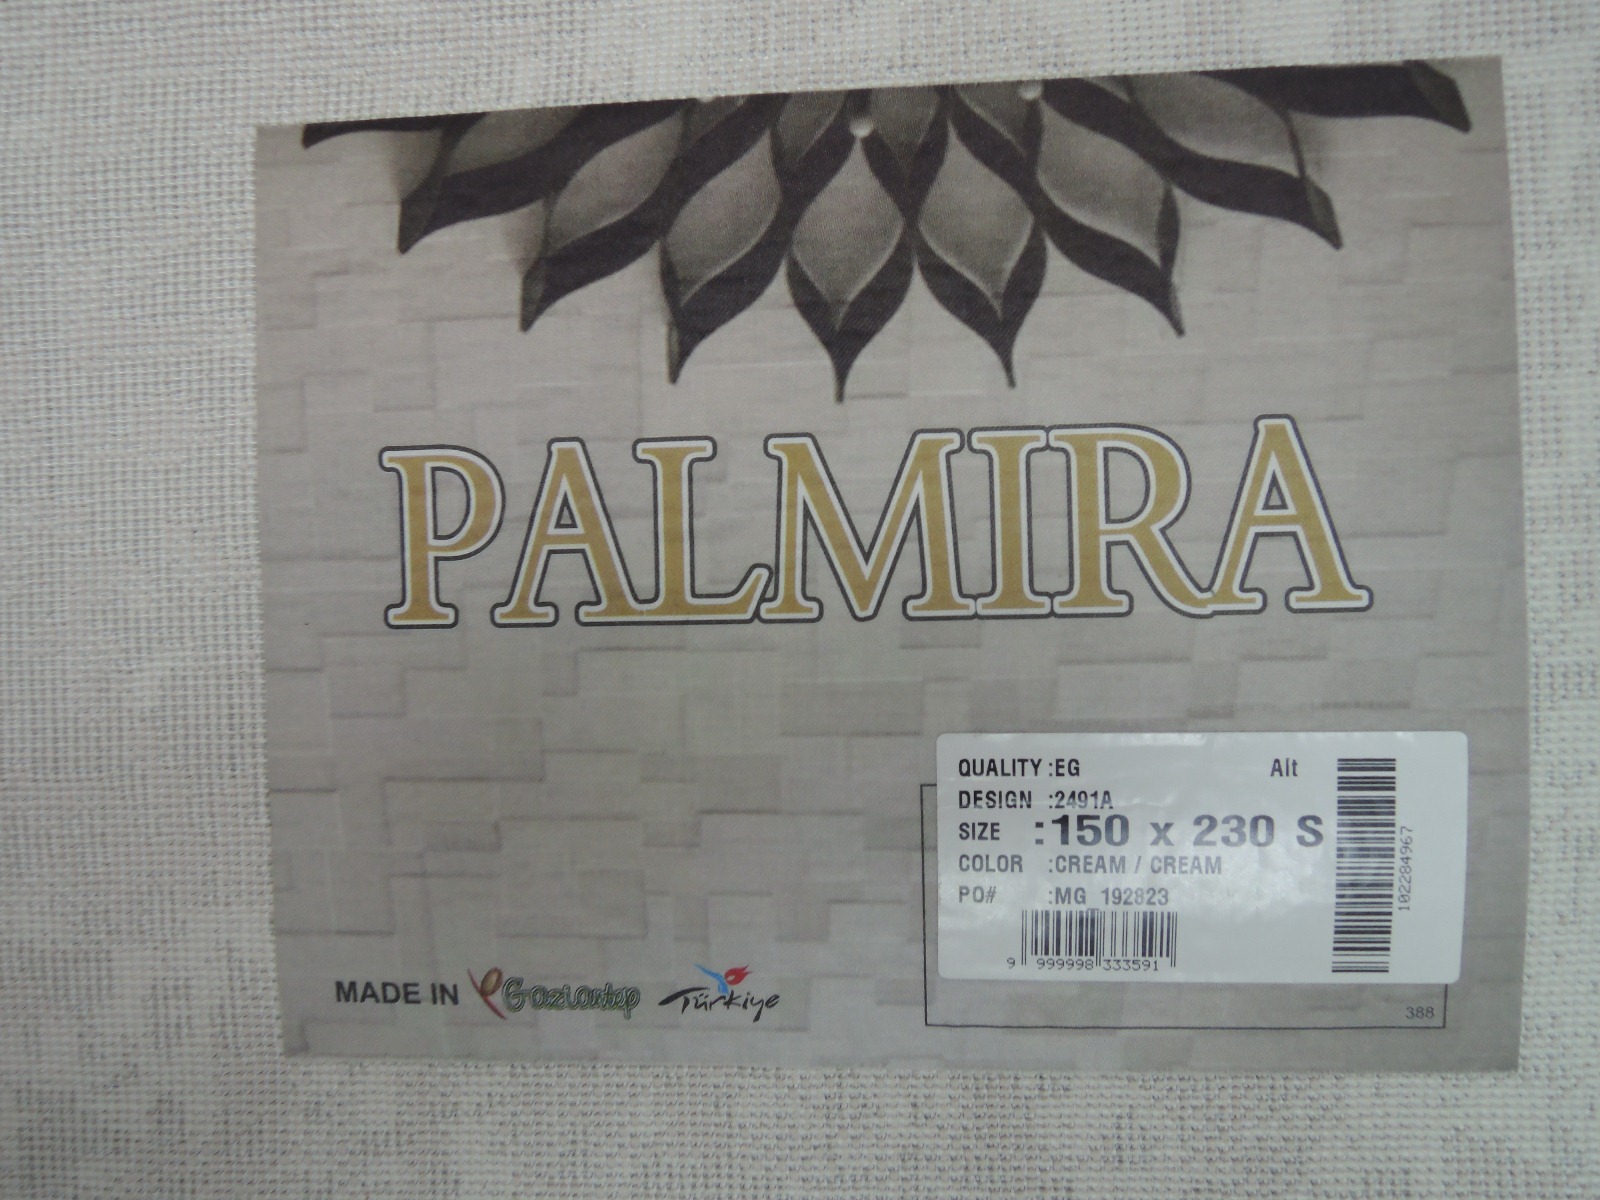 PALMIRA
QUALITY :EG Alt
DESIGN :2491A
SIZE :150 x 230 S
COLOR :CREAM / CREAM
PO# :MG 192823
9 999998 333591
102284967
MADE IN Gaziantep Türkiye
388